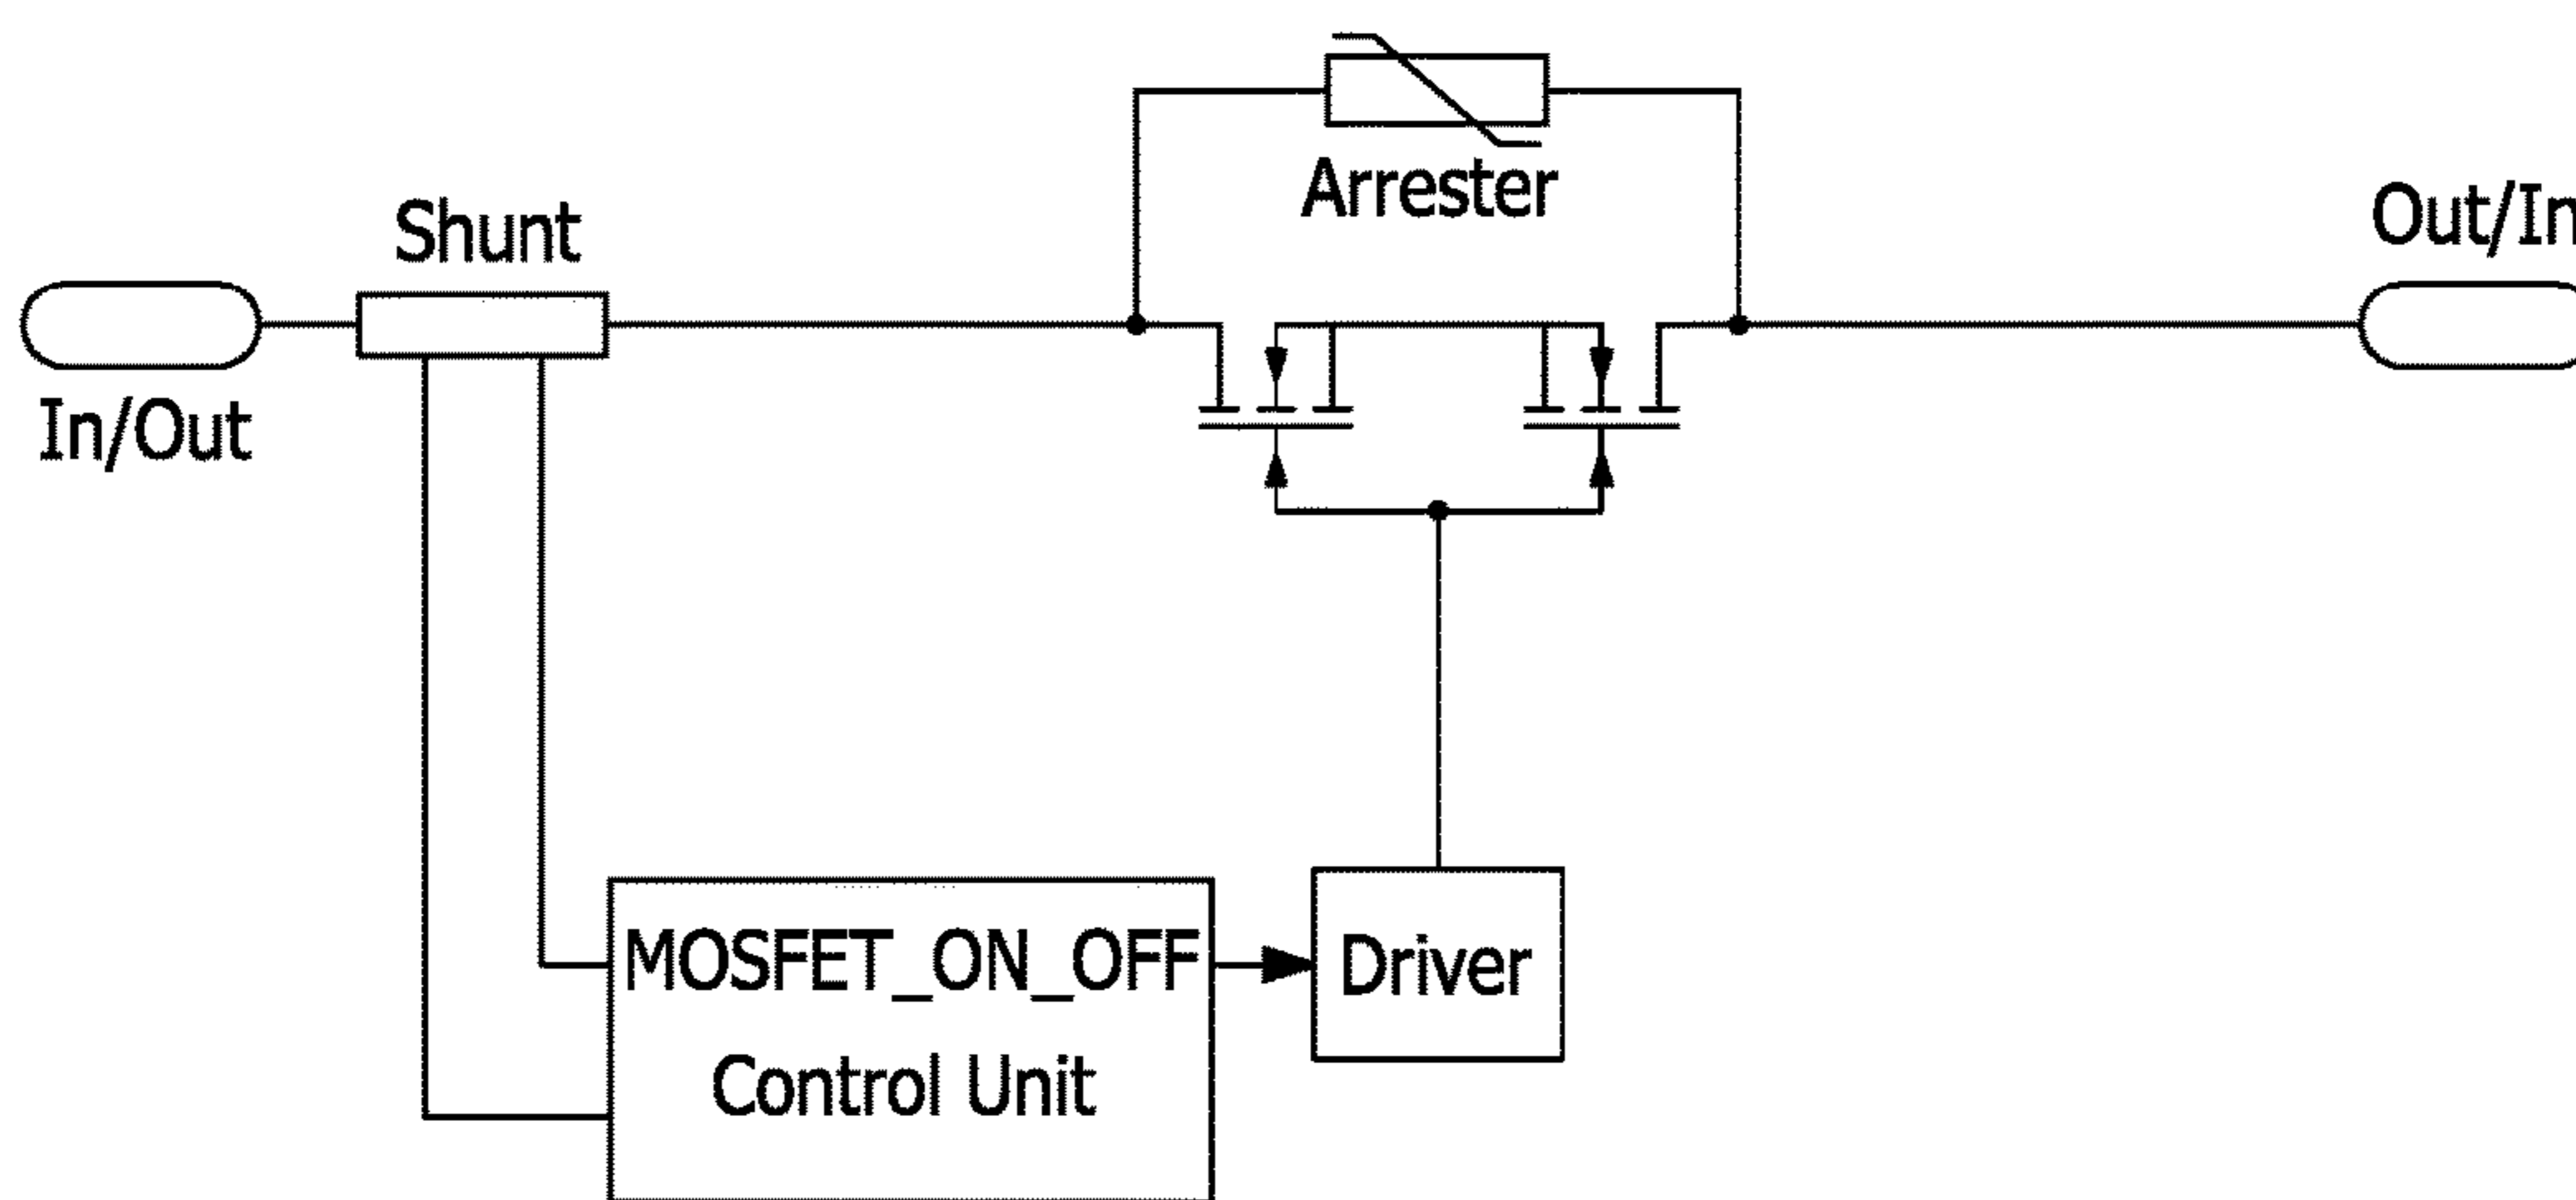 Arrester
Shunt
Out/In
In/Out
MOSFET_ON_OFF
Control Unit
Driver